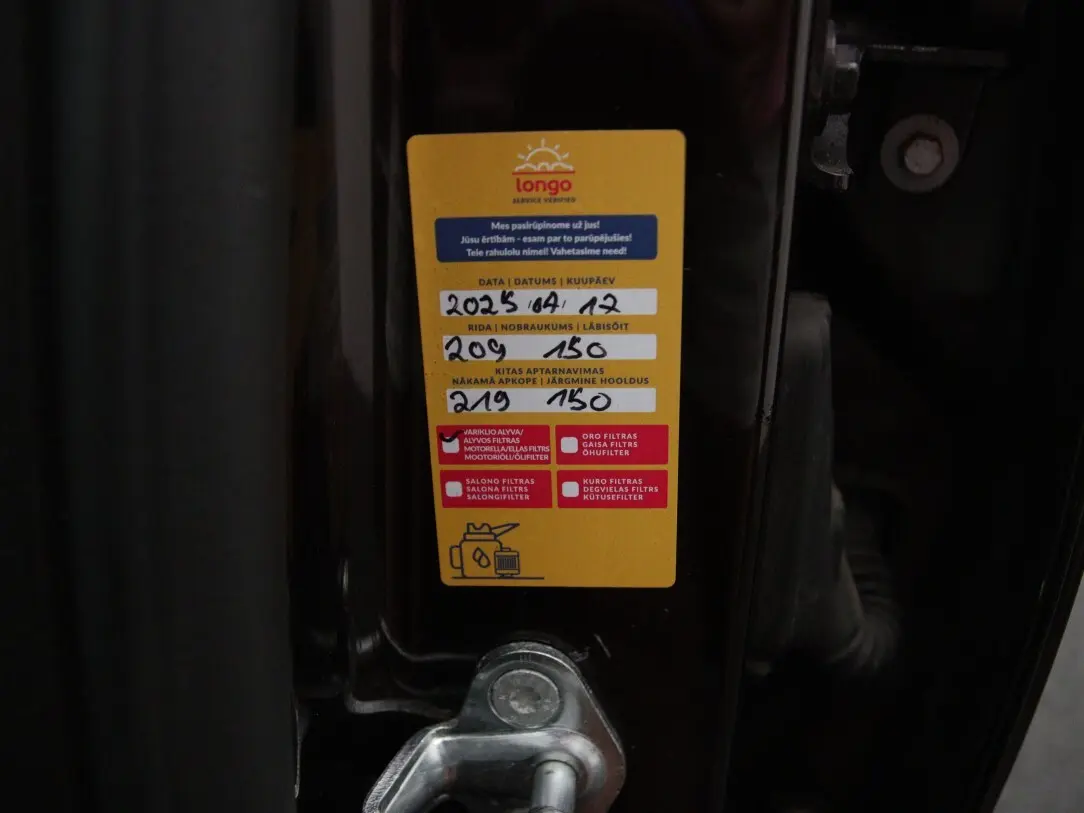 longo
SERVICE VERIFIED
Mes pasirūpinome už jus!
Jūsu ērtībām - esam par to parūpējušies!
Teie rahulolu nimel! Vahetasime need!
DATA | DATUMS | KUUPÄEV
2025 04 17
RIDA | NOBRAUKUMS | LÄBISÕIT
209 150
KITAS APTARNAVIMAS
NĀKAMĀ APKOPE | JÄRGMINE HOOLDUS
219 150
VARIKLIO ALYVA/
ALYVOS FILTRAS
MOTORELLA/EĻĻAS FILTRS
MOOTORIÕLI/ÕLIFILTER
ORO FILTRAS
GAISA FILTRS
ÕHUFILTER
SALONO FILTRAS
SALONA FILTRS
SALONGIFILTER
KURO FILTRAS
DEGVIELAS FILTRS
KÜTUSEFILTER